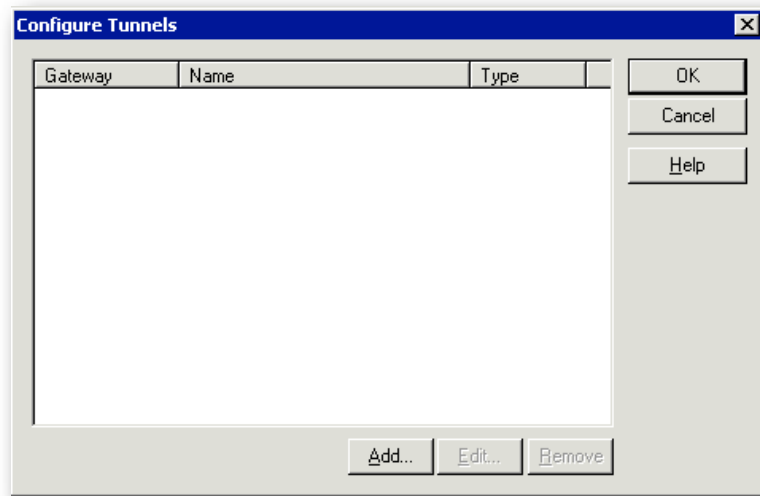 Configure Tunnels
Gateway Name Type
OK
Cancel
Help
Add... Edit... Remove